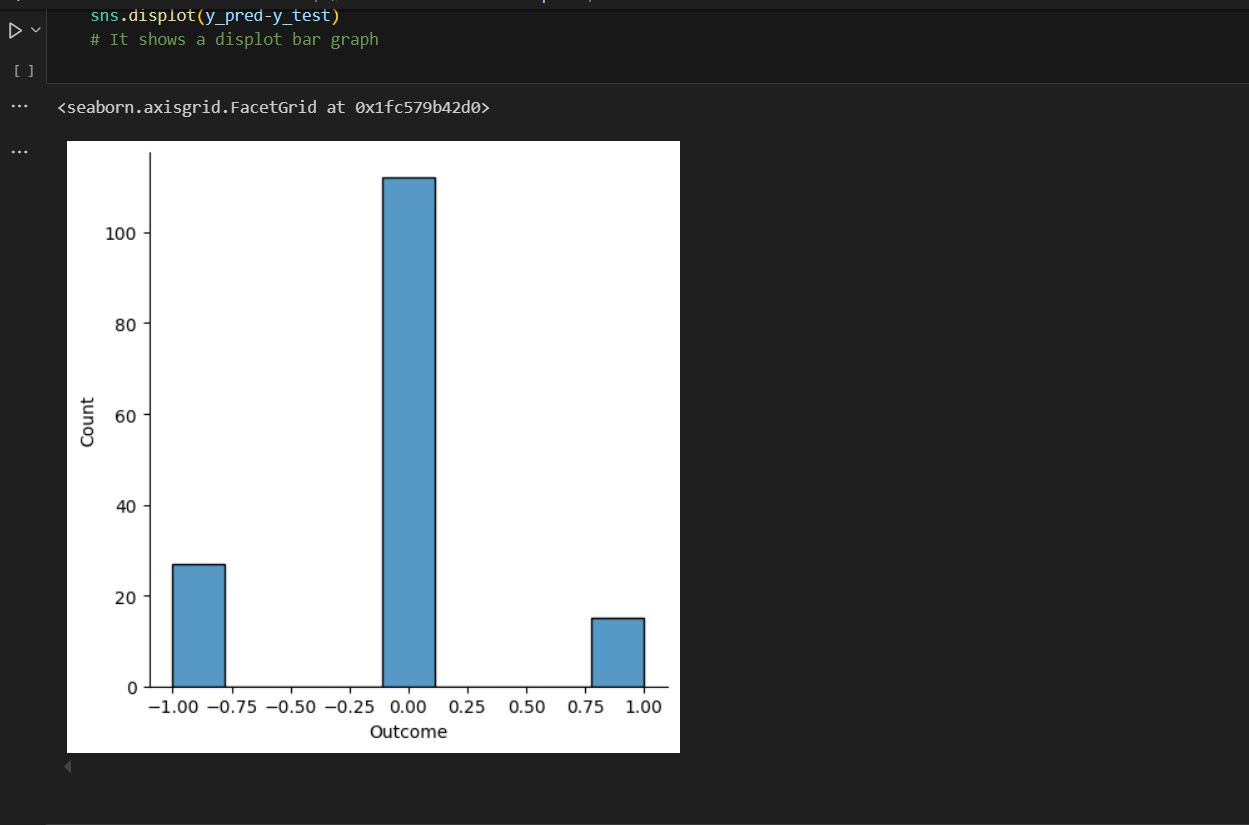 sns.displot(y_pred-y_test)
# It shows a displot bar graph
[ ]
...
<seaborn.axisgrid.FacetGrid at 0x1fc579b42d0>
...
100
80
60
40
20
0
Count
−1.00 −0.75 −0.50 −0.25 0.00 0.25 0.50 0.75 1.00
Outcome